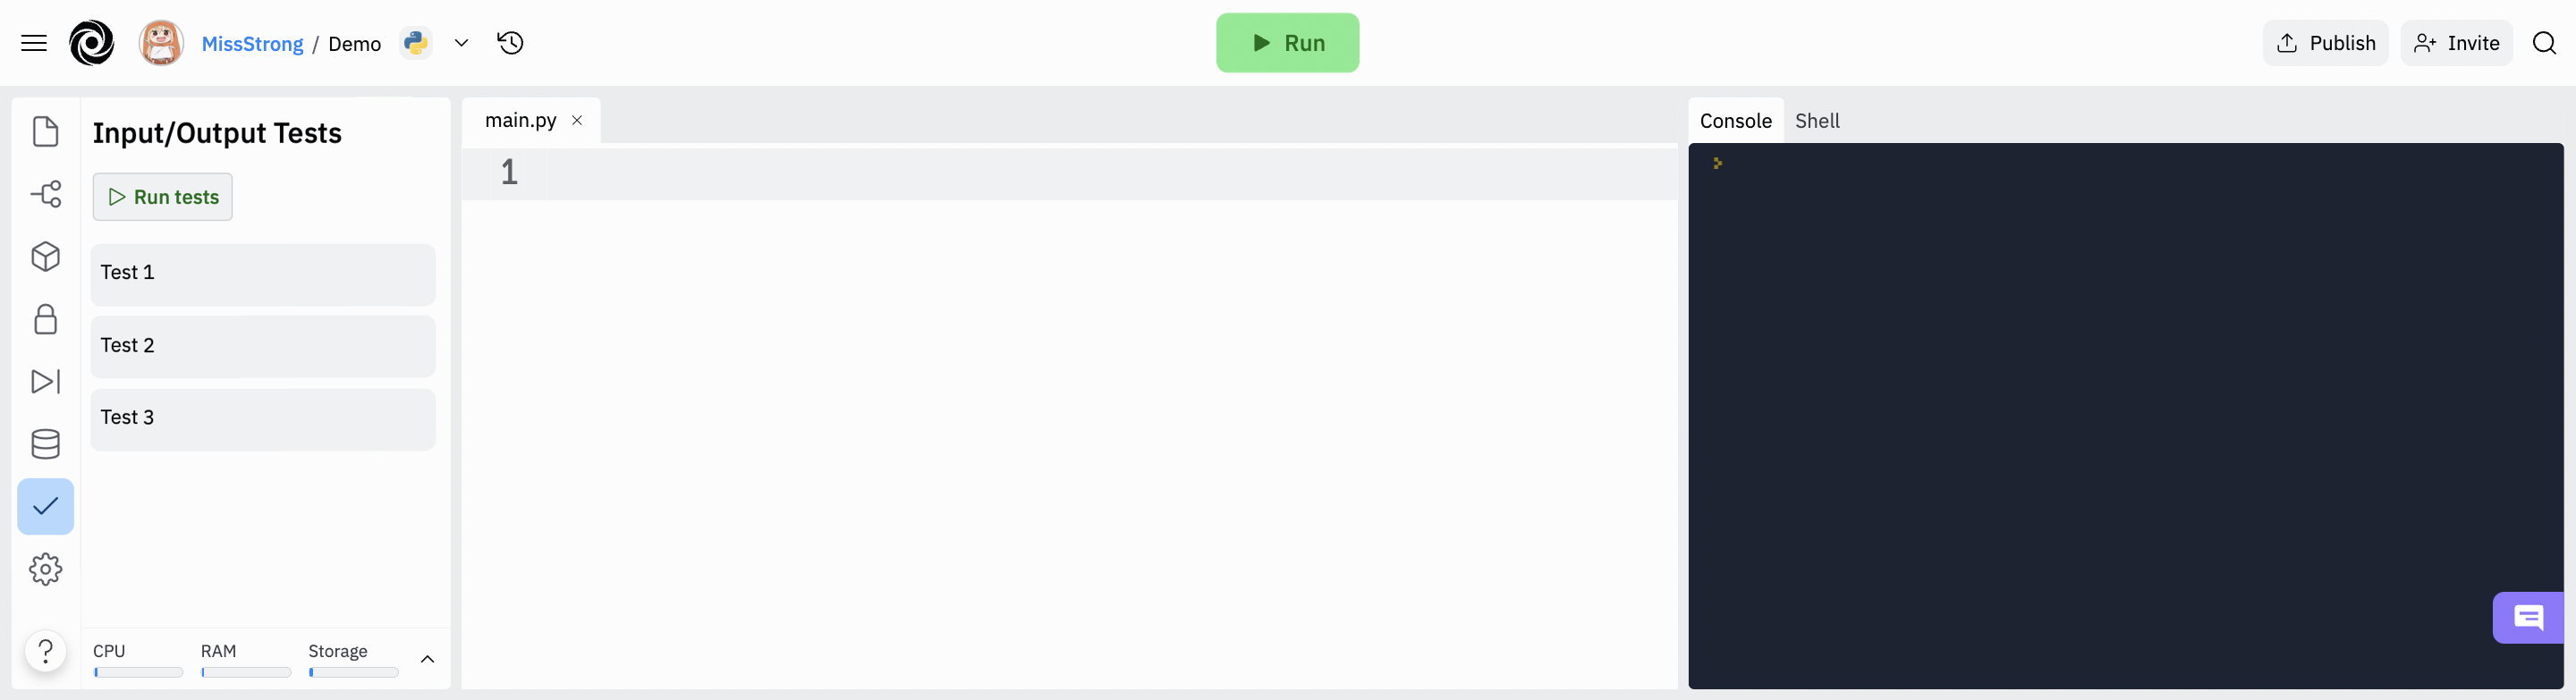 MissStrong / Demo
Run
Publish
Invite
Input/Output Tests
Run tests
Test 1
Test 2
Test 3
CPU
RAM
Storage
?
main.py
1
Console
Shell